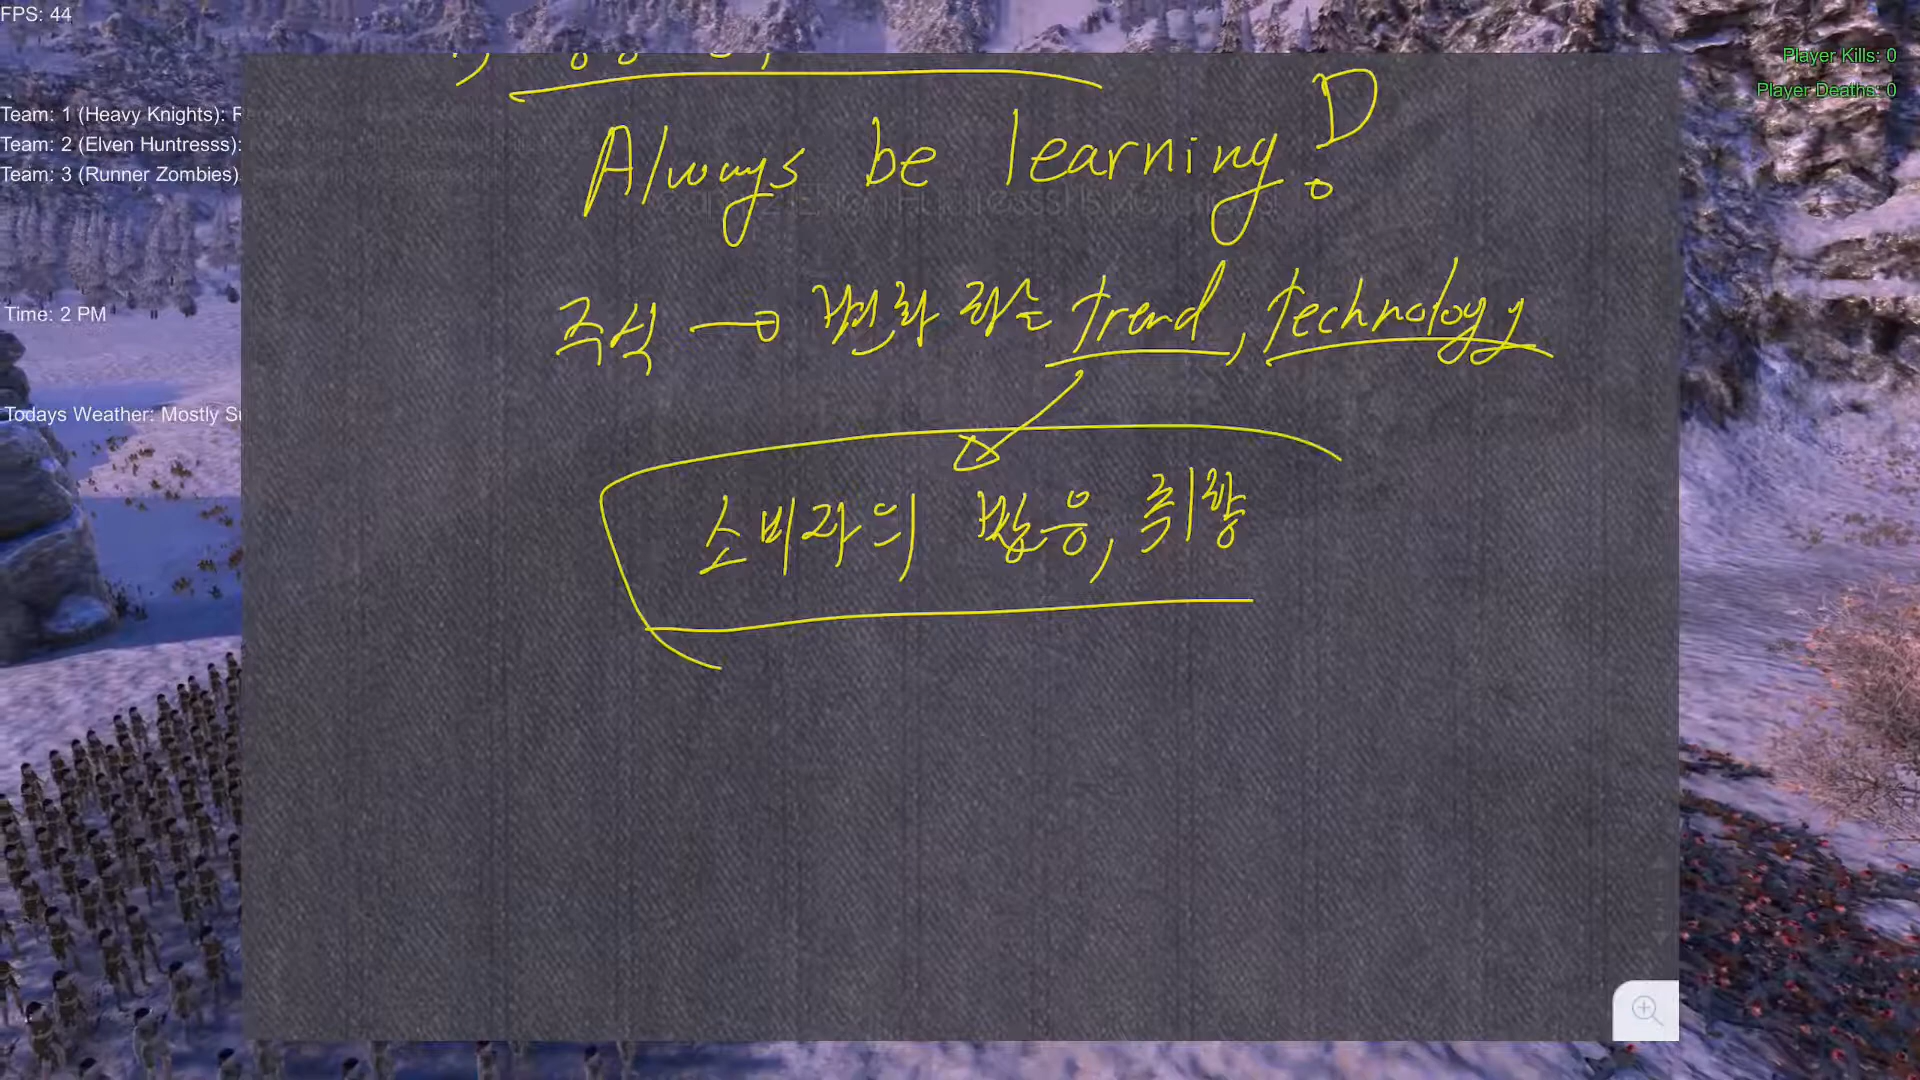 FPS: 44
Player Kills: 0
Player Deaths: 0
Team: 1 (Heavy Knights): R
Team: 2 (Elven Huntresss):
Team: 3 (Runner Zombies)
Always be learning!
Time: 2 PM
주식 → 변화 하는 trend, technology
Todays Weather: Mostly Su
소비자의 반응, 취향